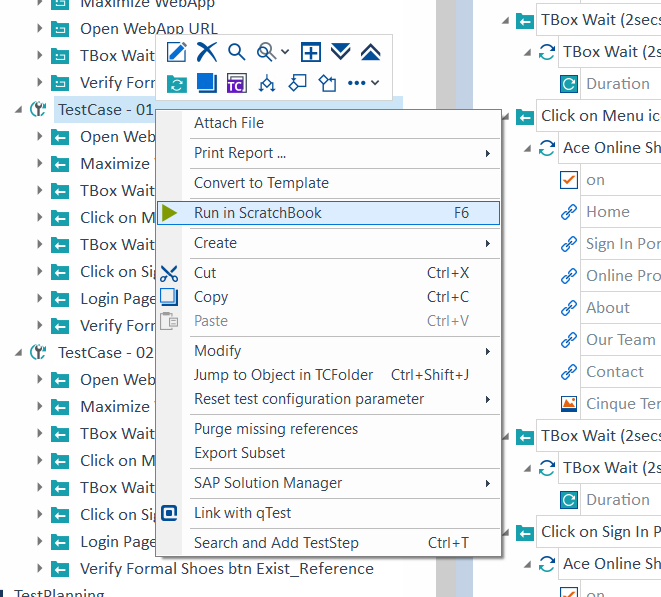 Maximize WebApp
Open WebApp URL
TBox Wait
Verify Form
TestCase - 01
Open Web
Maximize
TBox Wait
Click on M
TBox Wait
Click on Sig
Login Page
Verify Form
TestCase - 02
Open Web
Maximize
TBox Wait
Click on M
TBox Wait
Click on Sig
Login Page
Verify Formal Shoes btn Exist_Reference
TestPlanning
TC
Attach File
Print Report ...
Convert to Template
Run in ScratchBook F6
Create
Cut Ctrl+X
Copy Ctrl+C
Paste Ctrl+V
Modify
Jump to Object in TCFolder Ctrl+Shift+J
Reset test configuration parameter
Purge missing references
Export Subset
SAP Solution Manager
Link with qTest
Search and Add TestStep Ctrl+T
TBox Wait (2secs)
TBox Wait (2s
Duration
Click on Menu ic
Ace Online Sh
on
Home
Sign In Por
Online Pro
About
Our Team
Contact
Cinque Ter
TBox Wait (2secs
TBox Wait (2s
Duration
Click on Sign In P
Ace Online Sh
on